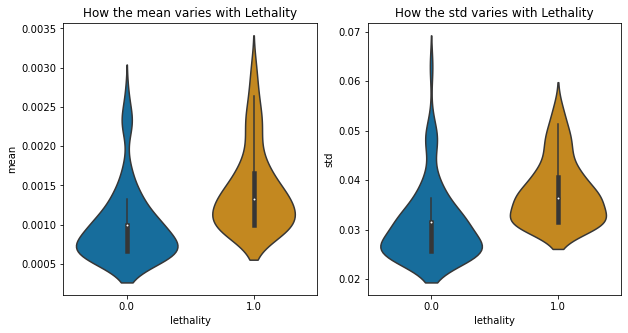 How the mean varies with Lethality
mean
0.0035
0.0030
0.0025
0.0020
0.0015
0.0010
0.0005
0.0 1.0
lethality
How the std varies with Lethality
std
0.07
0.06
0.05
0.04
0.03
0.02
0.0 1.0
lethality